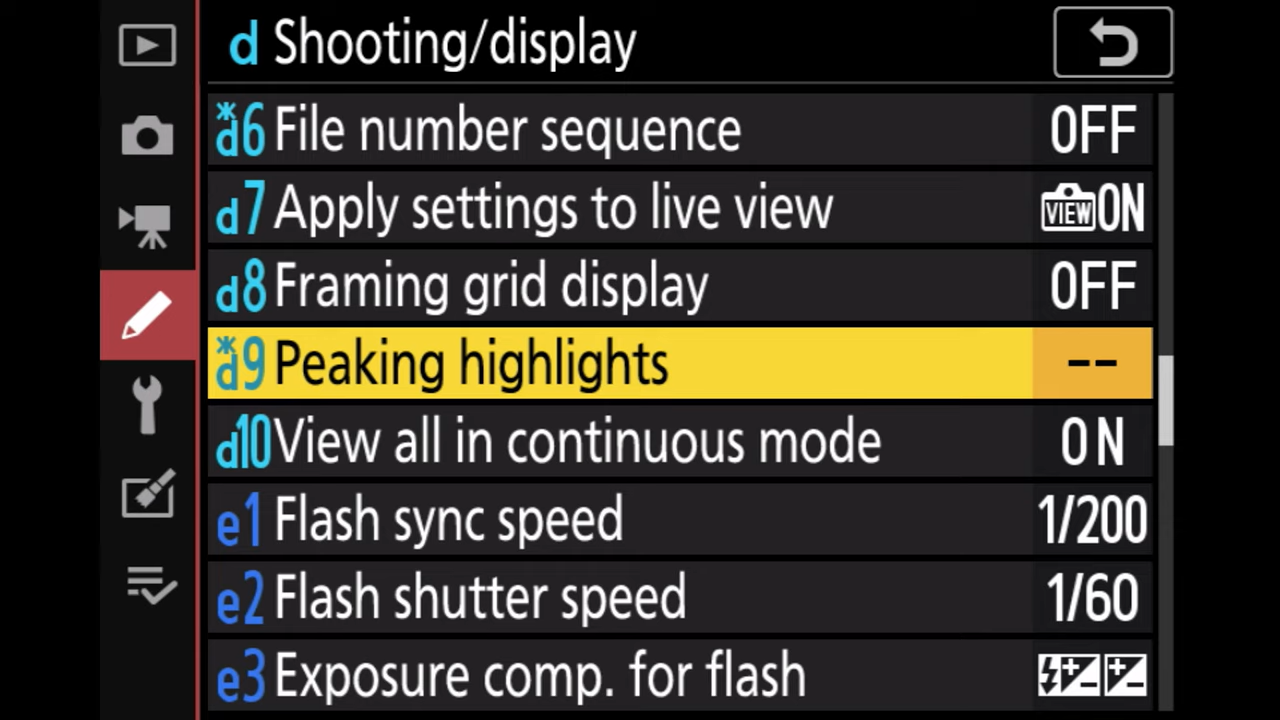 d Shooting/display
*d6 File number sequence OFF
d7 Apply settings to live view VIEW ON
d8 Framing grid display OFF
*d9 Peaking highlights --
d10 View all in continuous mode ON
e1 Flash sync speed 1/200
e2 Flash shutter speed 1/60
e3 Exposure comp. for flash